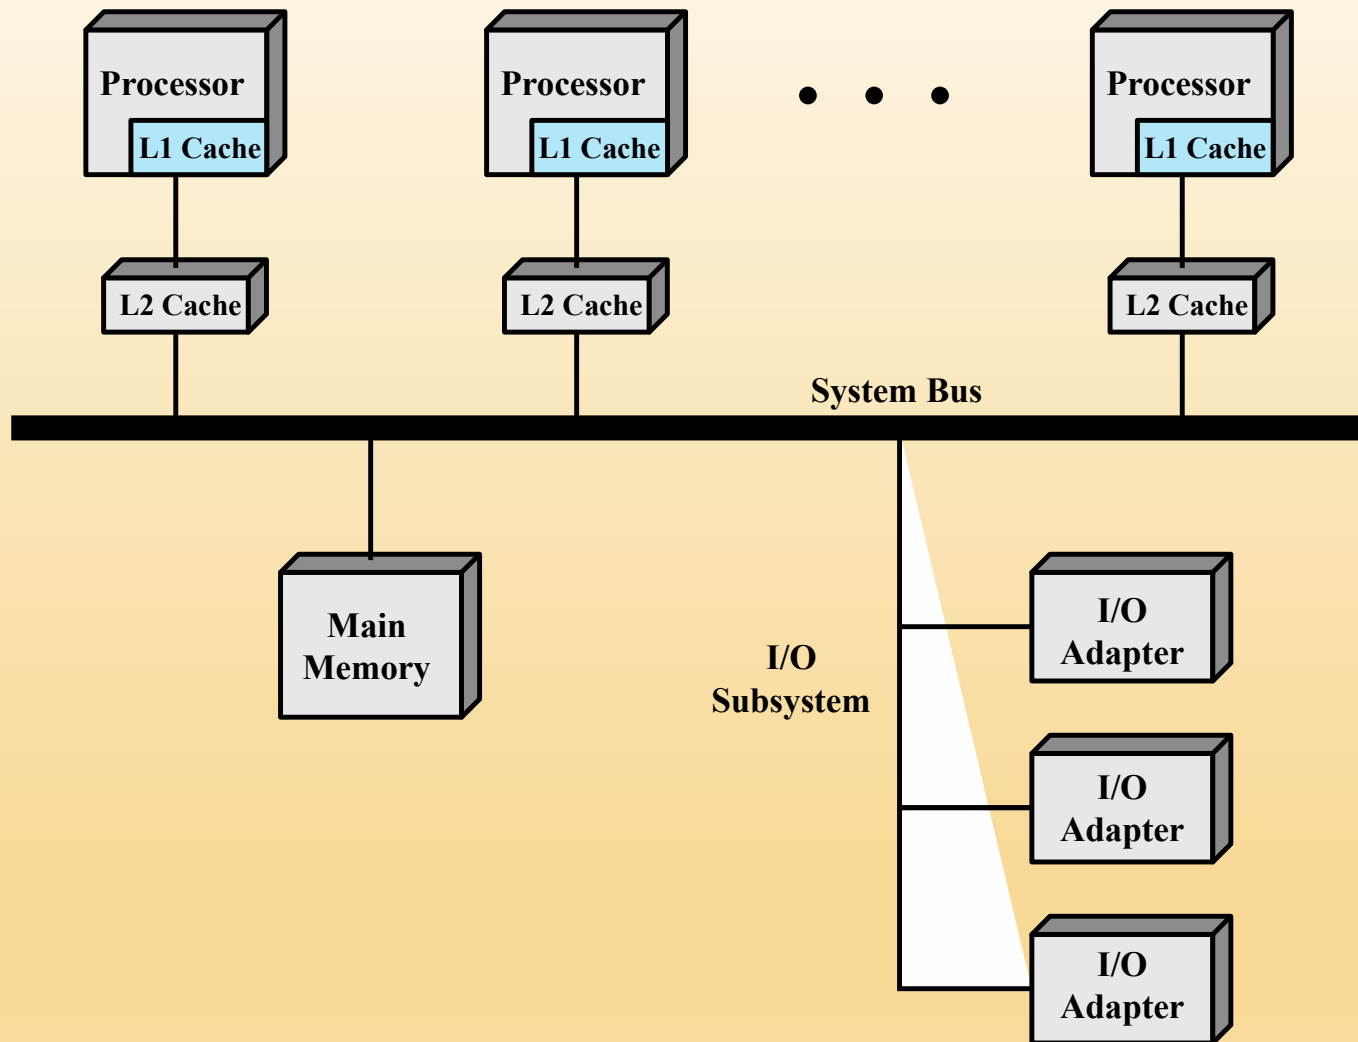 Processor
L1 Cache
Processor
L1 Cache
Processor
L1 Cache
L2 Cache
L2 Cache
L2 Cache
System Bus
Main
Memory
I/O
Subsystem
I/O
Adapter
I/O
Adapter
I/O
Adapter